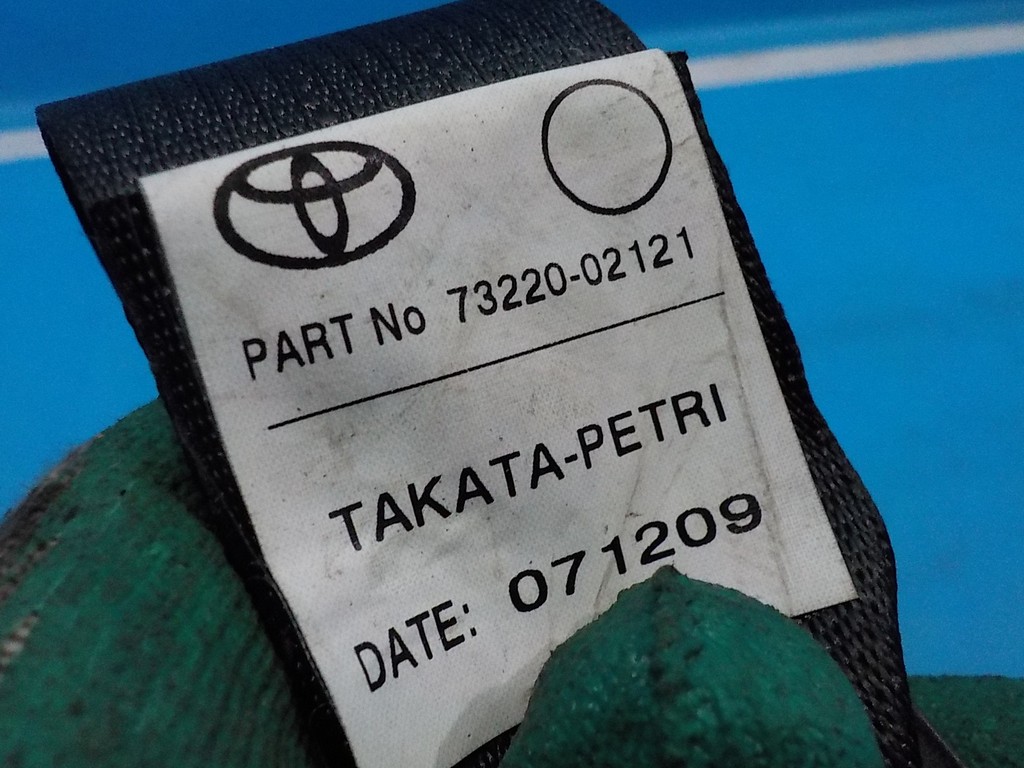 PART No 73220-02121
TAKATA-PETRI
DATE: 071209